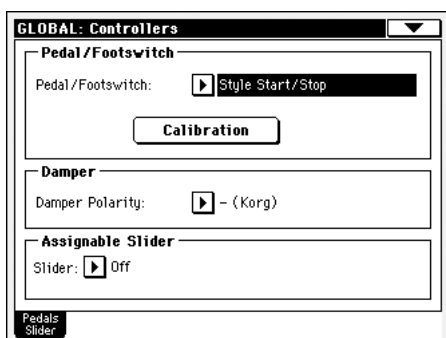 GLOBAL: Controllers
Pedal/Footswitch
Pedal/Footswitch: Style Start/Stop
Calibration
Damper
Damper Polarity: - (Korg)
Assignable Slider
Slider: Off
Pedals
Slider